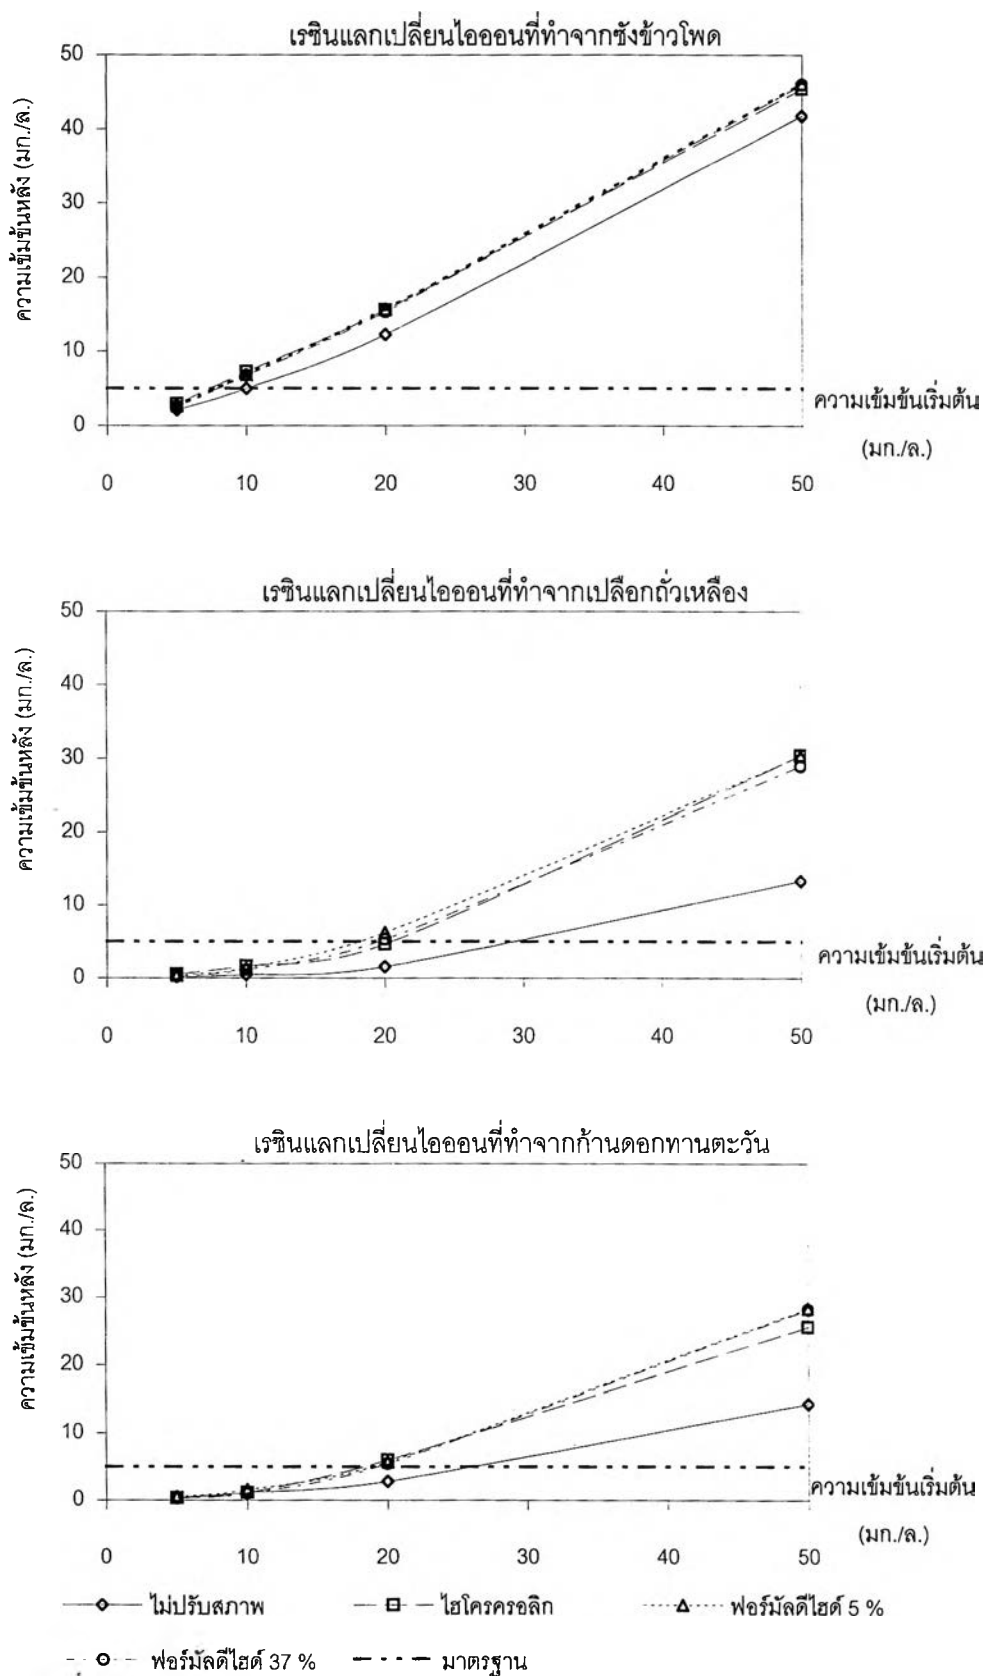 เรซินแลกเปลี่ยนไอออนที่ทำจากซังข้าวโพด
ความเข้มข้นหลัง (มก./ล.)
50
40
30
20
10
0
0 10 20 30 40 50
ความเข้มข้นเริ่มต้น
(มก./ล.)
เรซินแลกเปลี่ยนไอออนที่ทำจากเปลือกถั่วเหลือง
ความเข้มข้นหลัง (มก./ล.)
50
40
30
20
10
0
0 10 20 30 40 50
ความเข้มข้นเริ่มต้น
(มก./ล.)
เรซินแลกเปลี่ยนไอออนที่ทำจากก้านดอกทานตะวัน
ความเข้มข้นหลัง (มก./ล.)
50
40
30
20
10
0
0 10 20 30 40 50
ความเข้มข้นเริ่มต้น
(มก./ล.)
ไม่ปรับสภาพ ไฮโครครอลิก ฟอร์มัลดีไฮด์ 5 %
ฟอร์มัลดีไฮด์ 37 % มาตรฐาน